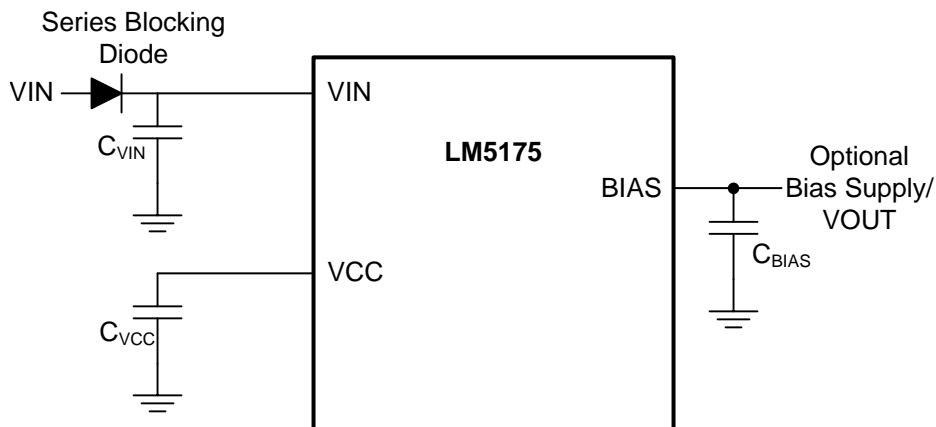 Series Blocking
Diode
VIN
VIN
C_VIN
LM5175
BIAS
Optional
Bias Supply/
VOUT
C_BIAS
VCC
C_VCC